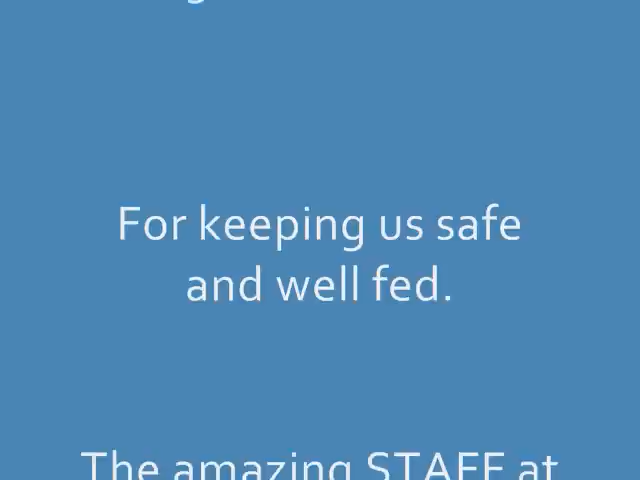 For keeping us safe
and well fed.
The amazing STAFF at